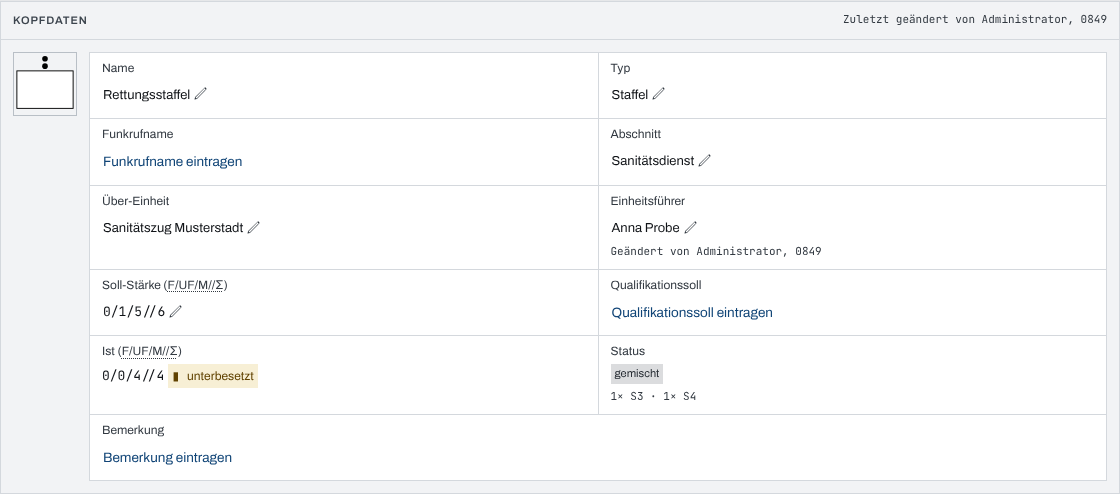 KOPFDATEN
Zuletzt geändert von Administrator, 0849
Name
Rettungsstaffel
Typ
Staffel
Funkrufname
Funkrufname eintragen
Abschnitt
Sanitätsdienst
Über-Einheit
Sanitätszug Musterstadt
Einheitsführer
Anna Probe
Geändert von Administrator, 0849
Soll-Stärke (F/UF/M//Σ)
0/1/5//6
Qualifikationssoll
Qualifikationssoll eintragen
Ist (F/UF/M//Σ)
0/0/4//4 unterbesetzt
Status
gemischt
1× S3 · 1× S4
Bemerkung
Bemerkung eintragen